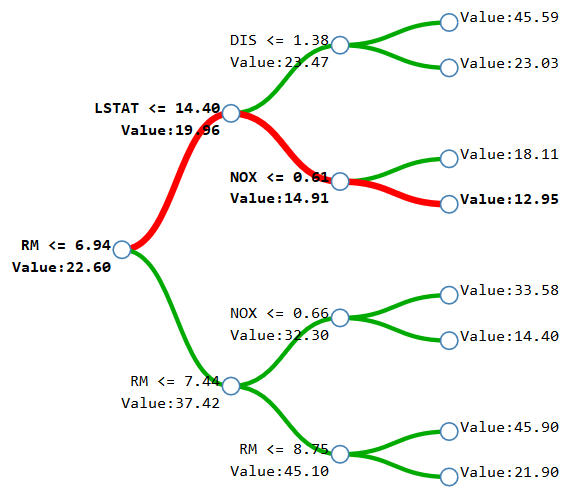 Value:45.59
DIS <= 1.38
Value:23.47
Value:23.03
LSTAT <= 14.40
Value:19.96
Value:18.11
NOX <= 0.61
Value:14.91
Value:12.95
RM <= 6.94
Value:22.60
Value:33.58
NOX <= 0.66
Value:32.30
Value:14.40
RM <= 7.44
Value:37.42
Value:45.90
RM <= 8.75
Value:45.10
Value:21.90